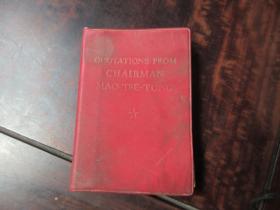 QUOTATIONS FROM
CHAIRMAN
MAO TSE-TUNG